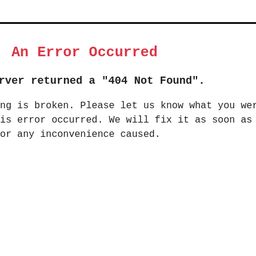 An Error Occurred
rver returned a "404 Not Found".
ng is broken. Please let us know what you wer
is error occurred. We will fix it as soon as
or any inconvenience caused.